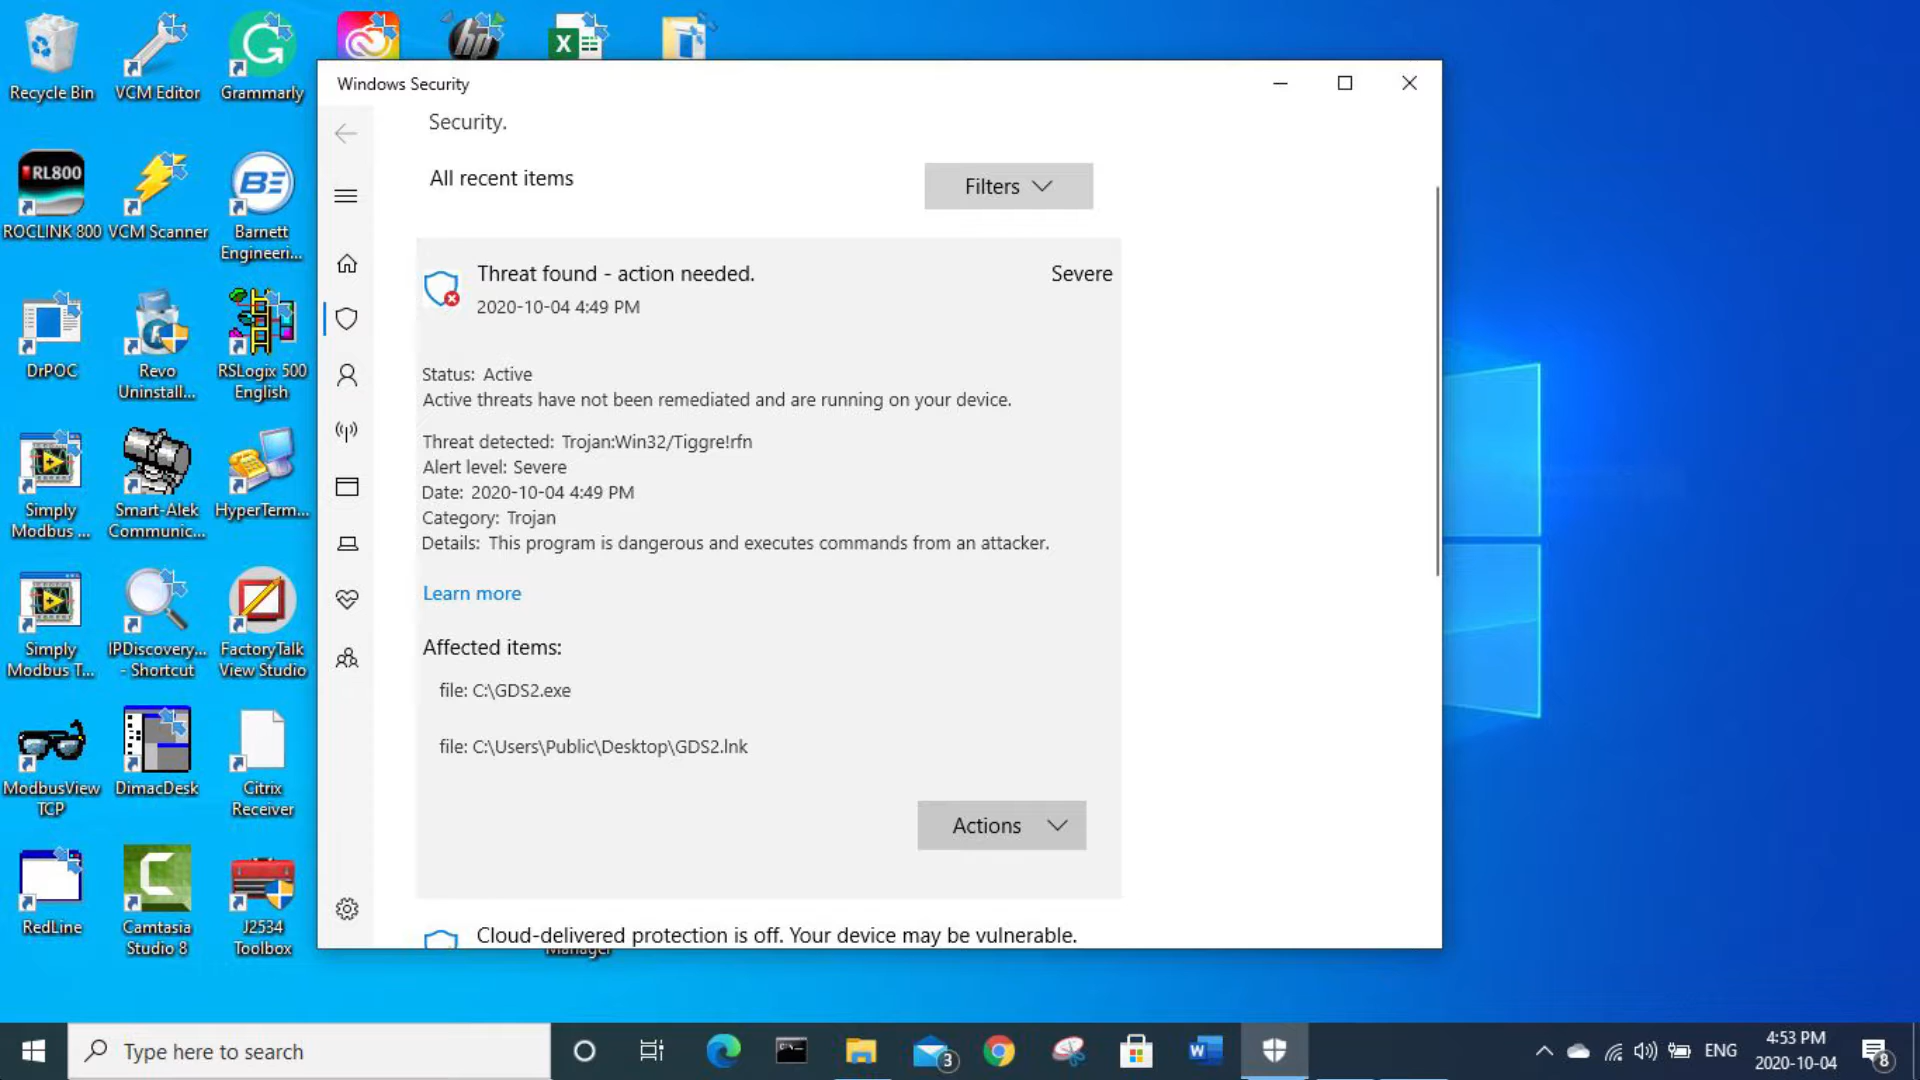 Recycle Bin
VCM Editor
Grammarly
hp
Windows Security
Security.
All recent items
Filters
RL800
BE
ROCLINK 800
VCM Scanner
Barnett
Engineeri...
Threat found - action needed.
Severe
2020-10-04 4:49 PM
DrPOC
Revo
Uninstall...
RSLogix 500
English
Status: Active
Active threats have not been remediated and are running on your device.
Threat detected: Trojan:Win32/Tiggre!rfn
Alert level: Severe
Date: 2020-10-04 4:49 PM
Category: Trojan
Details: This program is dangerous and executes commands from an attacker.
Simply
Modbus ...
Smart-Alek
Communic...
HyperTerm...
Learn more
Affected items:
file: C:\GDS2.exe
file: C:\Users\Public\Desktop\GDS2.lnk
Simply
Modbus T...
IPDiscovery...
- Shortcut
FactoryTalk
View Studio
ModbusView
TCP
DimacDesk
Citrix
Receiver
Actions
RedLine
Camtasia
Studio 8
J2534
Toolbox
Cloud-delivered protection is off. Your device may be vulnerable.
Manager
Type here to search
3
ENG
4:53 PM
2020-10-04
8